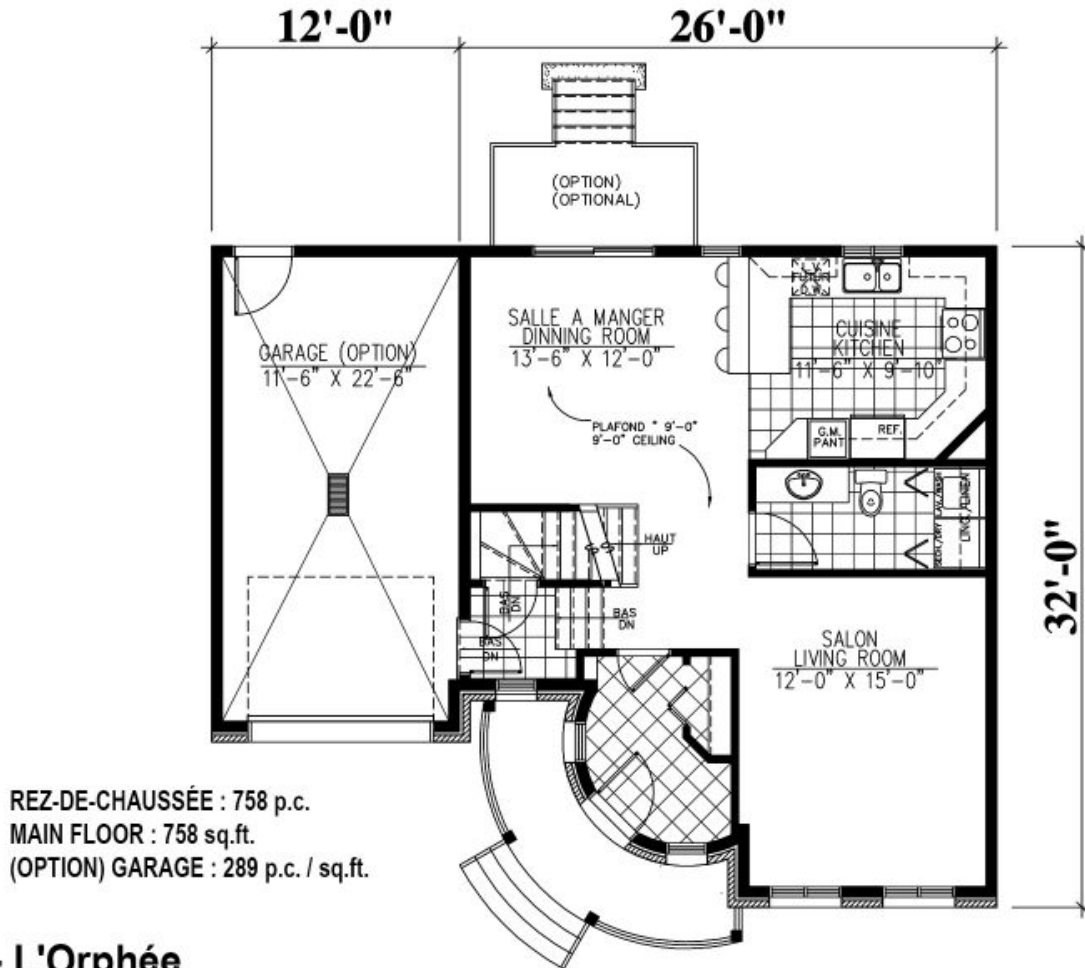 12'-0"
26'-0"
(OPTION)
(OPTIONAL)
L.V.
FUTUR
D.W.
SALLE A MANGER
DINNING ROOM
13'-6" X 12'-0"
CUISINE
KITCHEN
11'-6" X 9'-10"
GARAGE (OPTION)
11'-6" X 22'-6"
PLAFOND " 9'-0"
9'-0" CEILING
G.M.
PANT
REF.
HAUT
UP
LING./LINEN
BAS
DN
BAS
DN
BAS
DN
32'-0"
SALON
LIVING ROOM
12'-0" X 15'-0"
REZ-DE-CHAUSSÉE : 758 p.c.
MAIN FLOOR : 758 sq.ft.
(OPTION) GARAGE : 289 p.c. / sq.ft.
L'Orphée